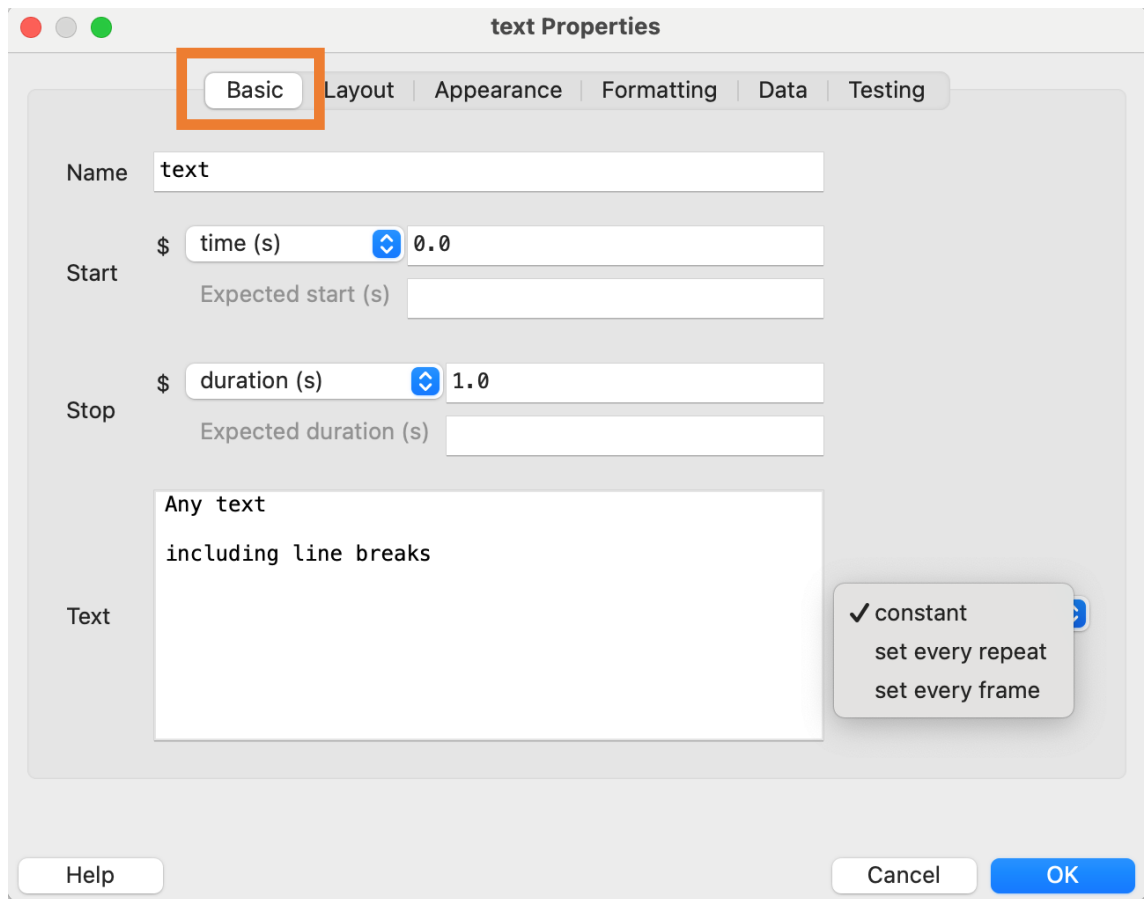 text Properties
Basic Layout Appearance Formatting Data Testing
Name text
$ time (s) 0.0
Start
Expected start (s)
$ duration (s) 1.0
Stop
Expected duration (s)
Any text
including line breaks
Text
constant
set every repeat
set every frame
Help Cancel OK